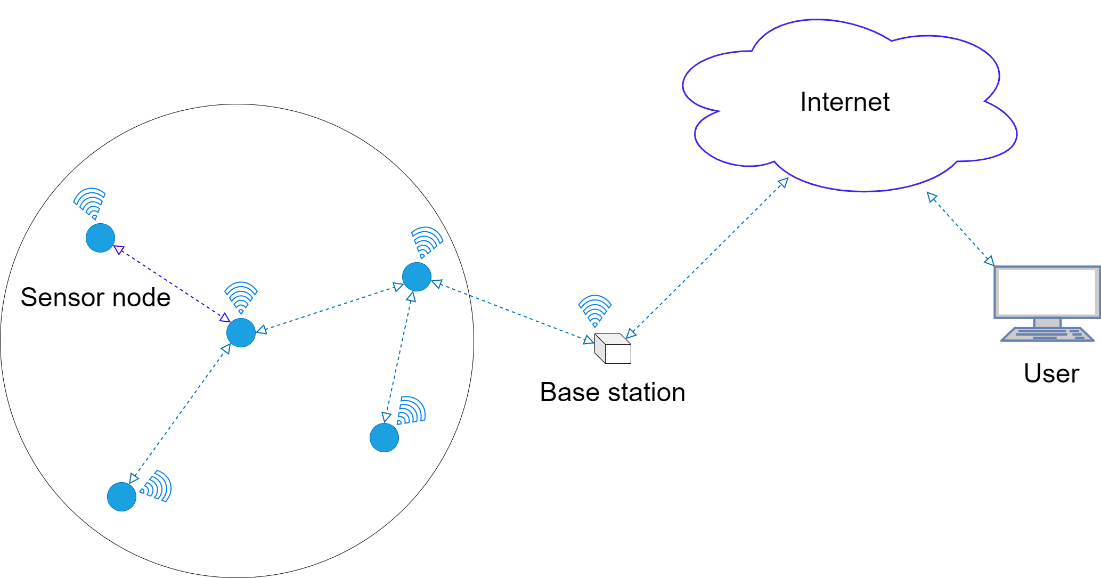 Internet
Sensor node
Base station
User